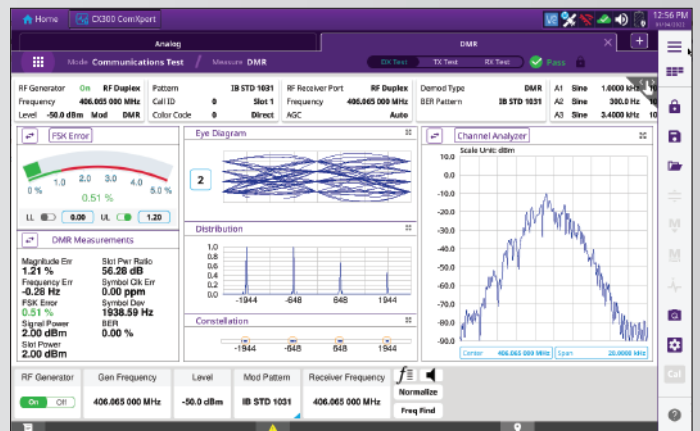 Home CX300 ComXpert 12:56 PM
Analog DMR
Mode Communications Test / Measure DMR DX Test TX Test RX Test Pass
RF Generator On RF Duplex Pattern IB STD 1031 RF Receiver Port RF Duplex Demod Type DMR A1 Sine 1.0000 kHz 10
Frequency 406.065 000 MHz Call ID 0 Slot 1 Frequency 406.065 000 MHz BER Pattern IB STD 1031 A2 Sine 300.0 Hz 10
Level -50.0 dBm Mod DMR Color Code 0 Direct AGC Auto A3 Sine 3.4000 kHz 10
FSK Error Eye Diagram Channel Analyzer
Scale Unit: dBm
0 % 1.0 2.0 3.0 4.0 5.0 %
0.51 %
LL 0.00 UL 1.20
2
DMR Measurements
Magnitude Err Slot Pwr Ratio
1.21 % 56.28 dB
Frequency Err Symbol Clk Err
-0.28 Hz 0.00 ppm
FSK Error Symbol Dev
0.51 % 1938.59 Hz
Signal Power BER
2.00 dBm 0.00 %
Slot Power
2.00 dBm
Distribution
1.0
0.8
0.6
0.4
0.2
0.0
-1944 -648 648 1944
Constellation
-1944 -648 648 1944
10.0
0.0
-10.0
-20.0
-30.0
-40.0
-50.0
-60.0
-70.0
-80.0
-90.0
Center 406.065 000 MHz Span 20.0000 kHz
RF Generator Gen Frequency Level Mod Pattern Receiver Frequency
On Off 406.065 000 MHz -50.0 dBm IB STD 1031 406.065 000 MHz
Normalize
Freq Find
M
M
Cal